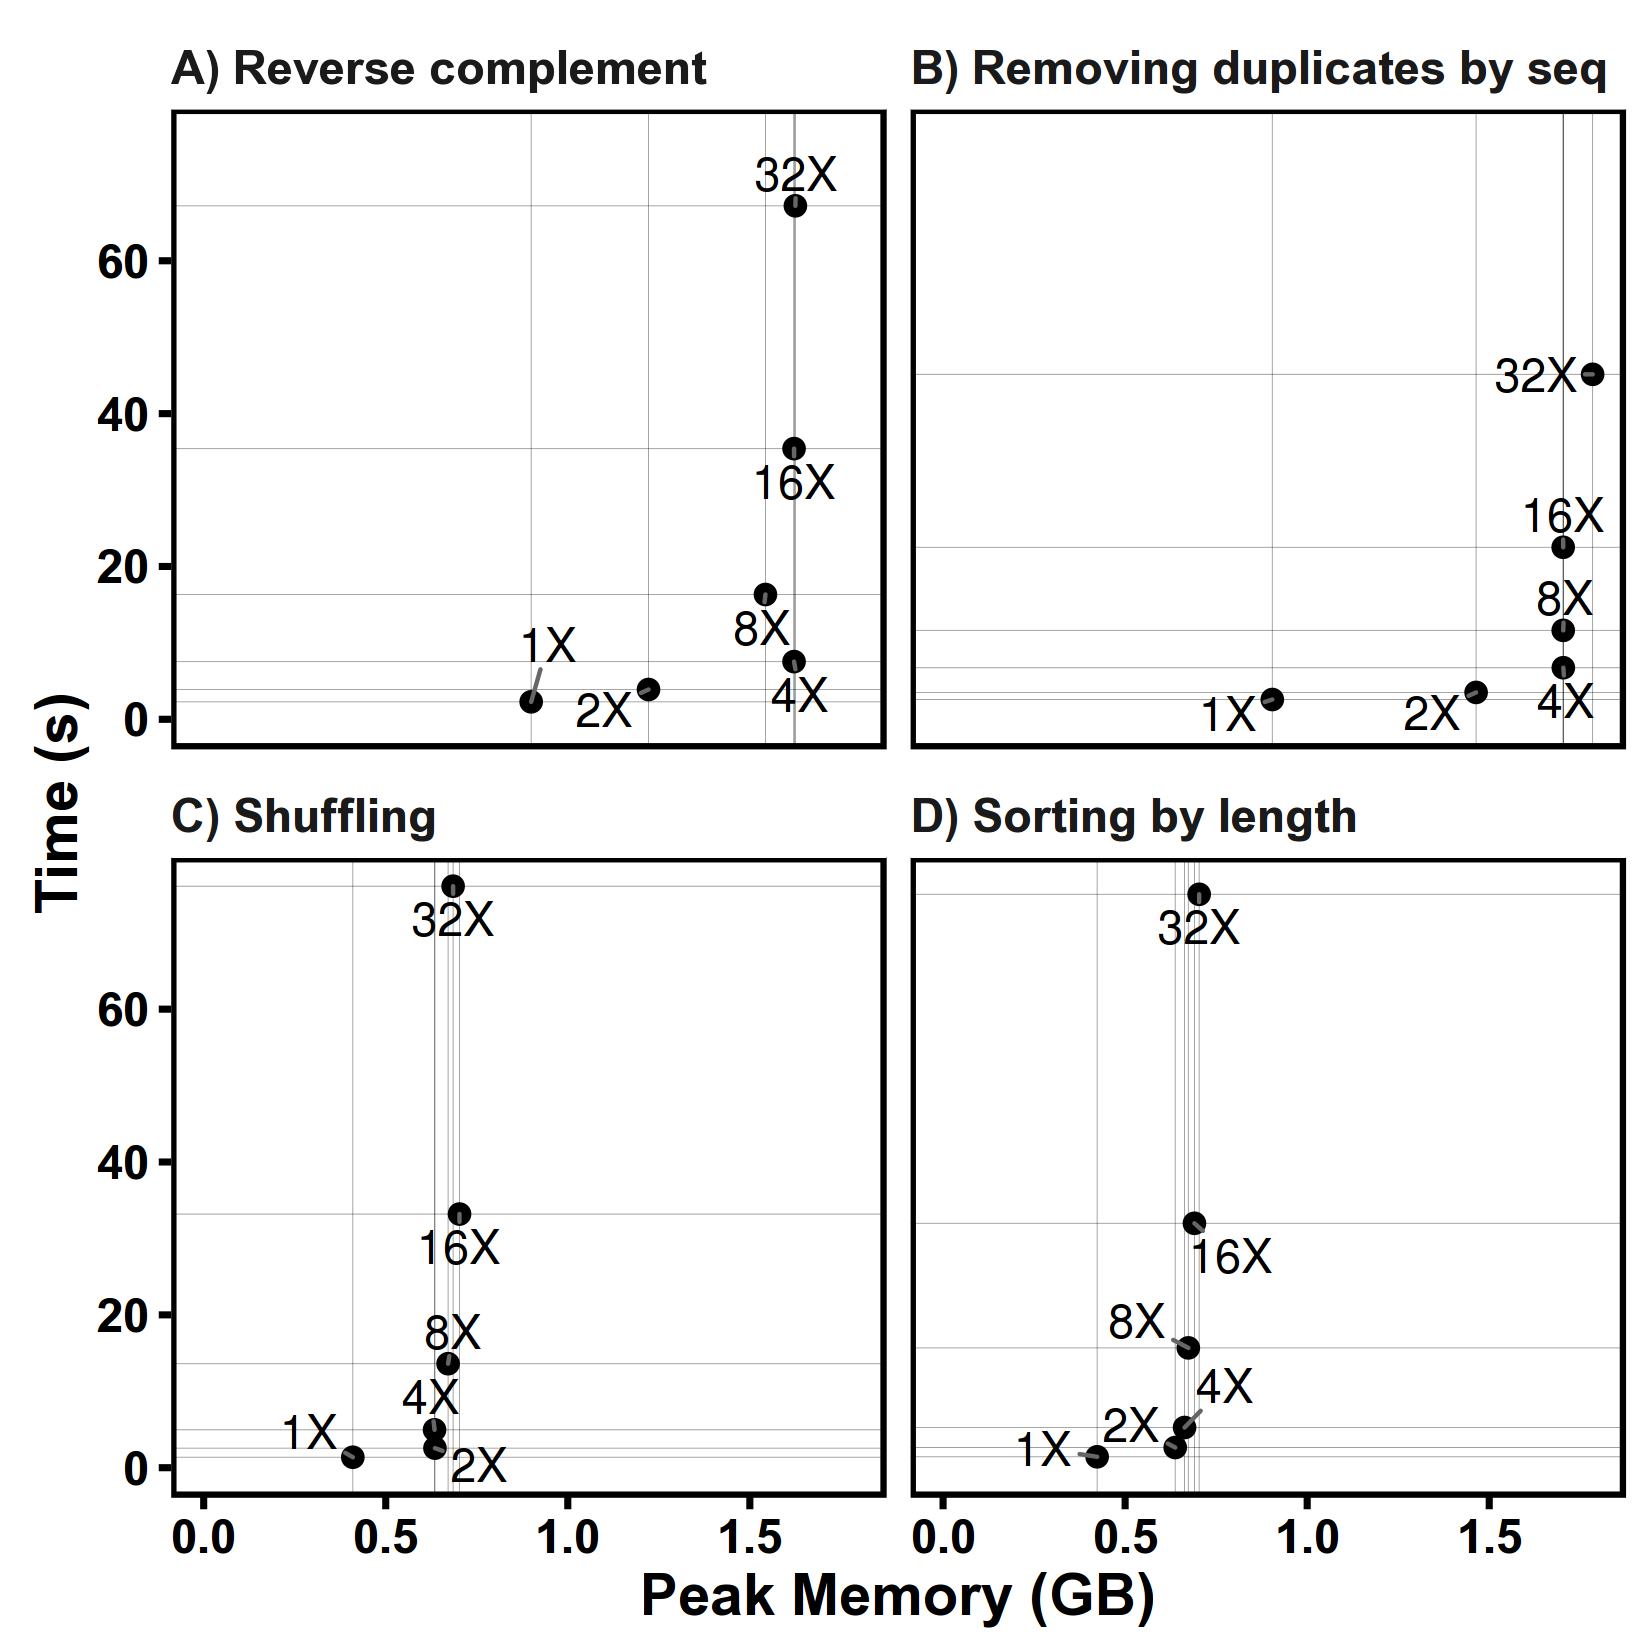 A) Reverse complement
B) Removing duplicates by seq
32X
60
32X
40
16X
16X
20
8X
8X
1X
4X
4X
2X
1X
2X
0
Time (s)
C) Shuffling
D) Sorting by length
32X
32X
60
40
16X
16X
20
8X
8X
4X
4X
1X
2X
2X
1X
0
0.0
0.5
1.0
1.5
0.0
0.5
1.0
1.5
Peak Memory (GB)